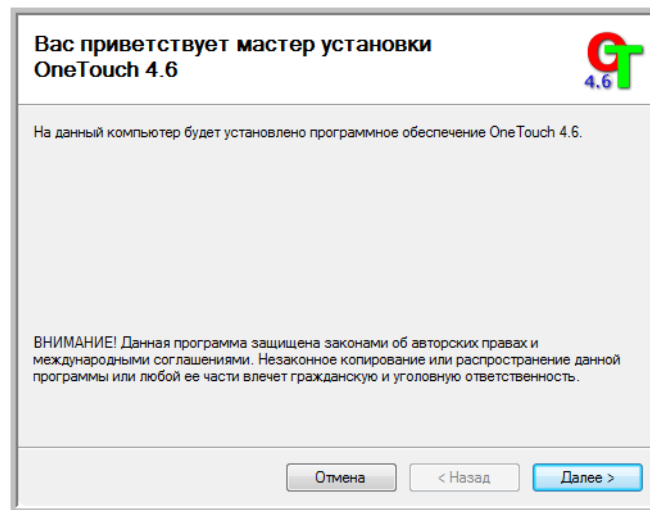 Вас приветствует мастер установки
OneTouch 4.6
4.6
На данный компьютер будет установлено программное обеспечение OneTouch 4.6.
ВНИМАНИЕ! Данная программа защищена законами об авторских правах и
международными соглашениями. Незаконное копирование или распространение данной
программы или любой ее части влечет гражданскую и уголовную ответственность.
Отмена
< Назад
Далее >